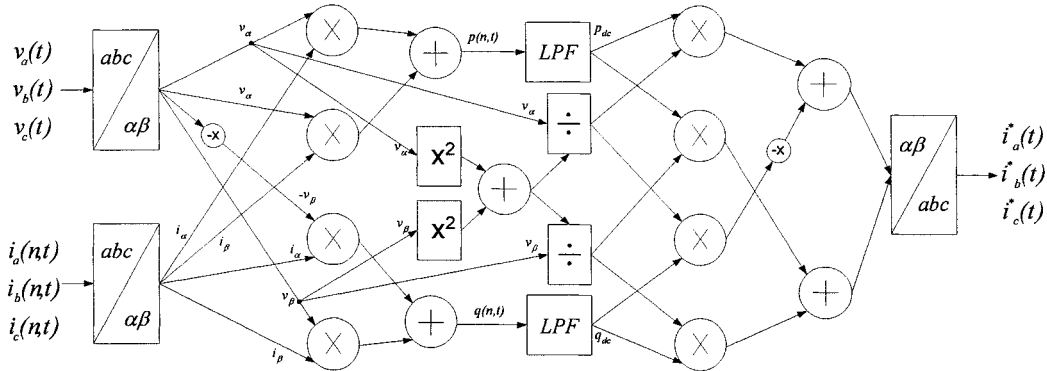 v_a(t)
v_b(t)
v_c(t)
abc
αβ
i_a(n,t)
i_b(n,t)
i_c(n,t)
abc
αβ
v_α
v_α
-x
-v_β
i_α
i_β
i_α
v_β
i_β
X
X
X
X
+
+
p(n,t)
q(n,t)
v_α
v_β
x²
x²
+
LPF
v_α
÷
v_β
÷
LPF
p_dc
q_dc
X
X
X
X
-x
+
+
αβ
abc
i*_a(t)
i*_b(t)
i*_c(t)